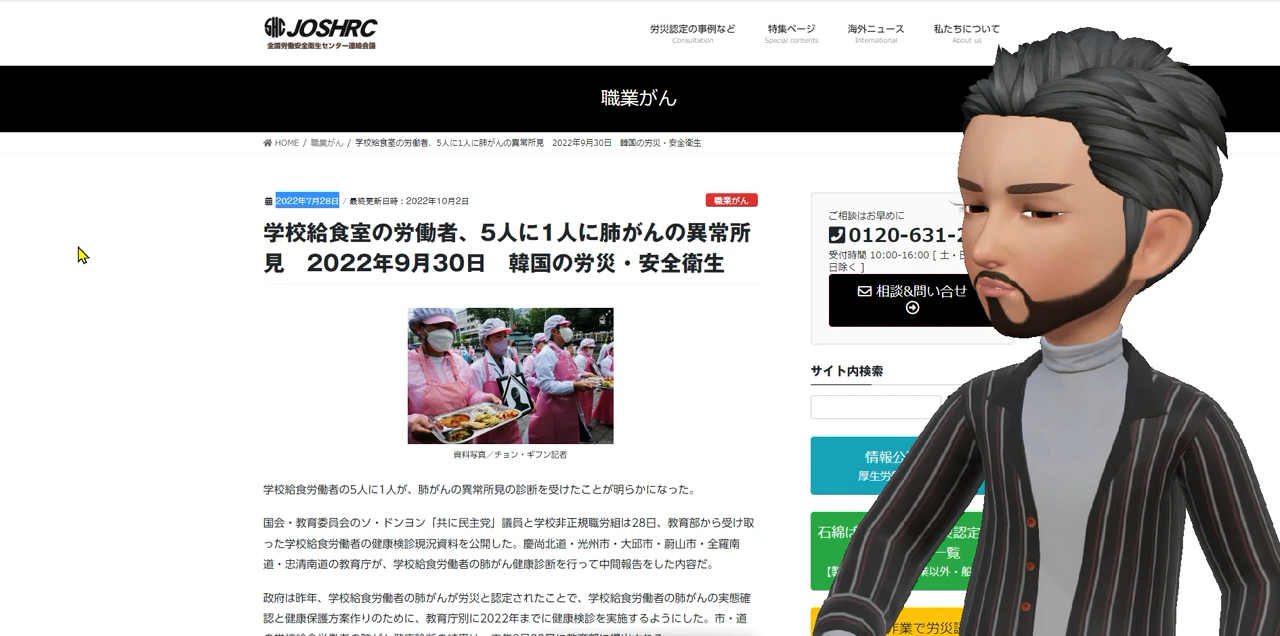 JOSHRC
全国労働安全衛生センター連絡会議
労災認定の事例など
Consultation
特集ページ
Special contents
海外ニュース
International
私たちについて
About us
職業がん
HOME / 職業がん / 学校給食室の労働者、5人に1人に肺がんの異常所見 2022年9月30日 韓国の労災・安全衛生
2022年7月28日 / 最終更新日時 : 2022年10月2日
職業がん
学校給食室の労働者、5人に1人に肺がんの異常所
見 2022年9月30日 韓国の労災・安全衛生
資料写真／チョン・ギフン記者
学校給食労働者の5人に1人が、肺がんの異常所見の診断を受けたことが明らかになった。
国会・教育委員会のソ・ドンヨン「共に民主党」議員と学校非正規職労組は28日、教育部から受け取
った学校給食労働者の健康検診現況資料を公開した。慶尚北道・光州市・大邱市・蔚山市・全羅南
道・忠清南道の教育庁が、学校給食労働者の肺がん健康診断を行って中間報告をした内容だ。
政府は昨年、学校給食労働者の肺がんが労災と認定されたことで、学校給食労働者の肺がんの実態確
認と健康保護方案作りのために、教育庁別に2022年までに健康検診を実施するようにした。市・道
ご相談はお早めに
0120-631-2
受付時間 10:00-16:00 [ 土・日
日除く ]
相談&問い合せ
サイト内検索
情報公
厚生労
石綿は
認定
一覧
業以外・船
作業で労災認